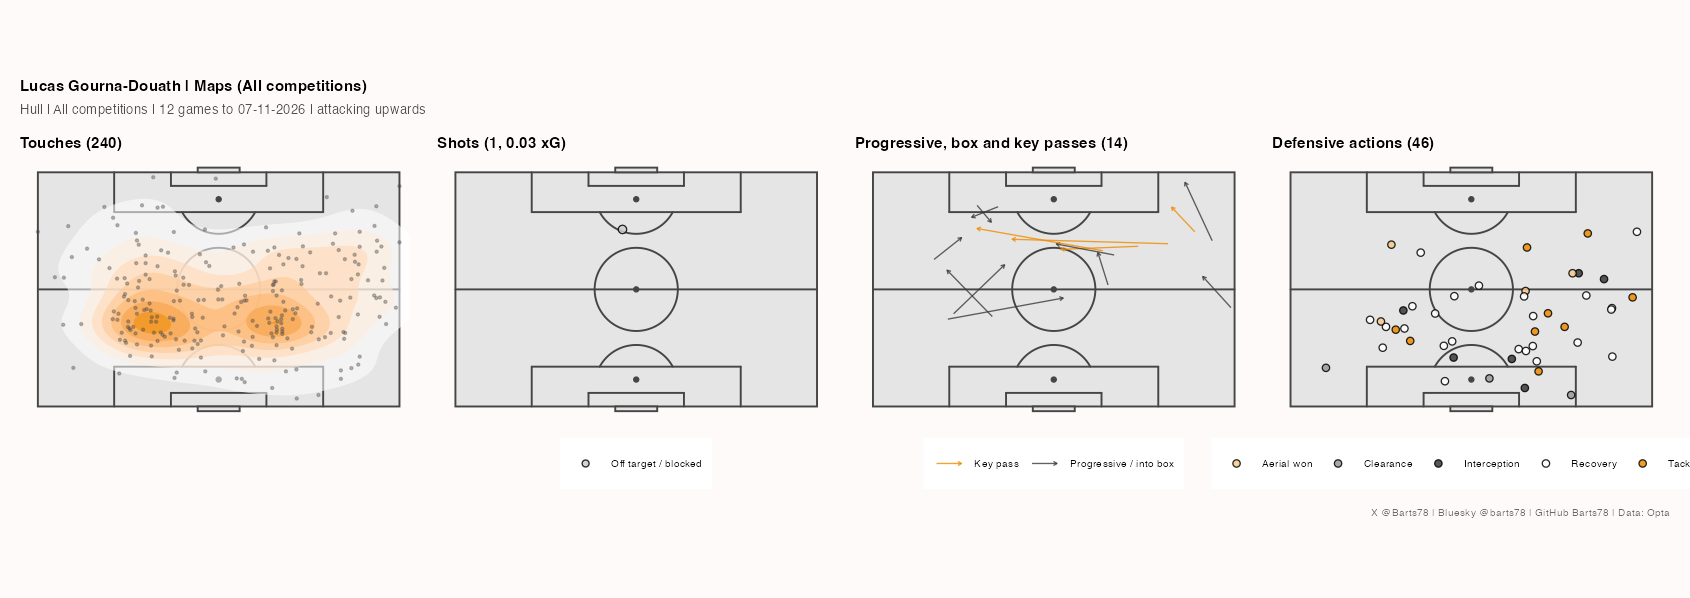 Lucas Gourna-Douath | Maps (All competitions)
Hull | All competitions | 12 games to 07-11-2026 | attacking upwards
Touches (240)
Shots (1, 0.03 xG)
Progressive, box and key passes (14)
Defensive actions (46)
Off target / blocked
Key pass
Progressive / into box
Aerial won
Clearance
Interception
Recovery
Tack
X @Barts78 | Bluesky @barts78 | GitHub Barts78 | Data: Opta